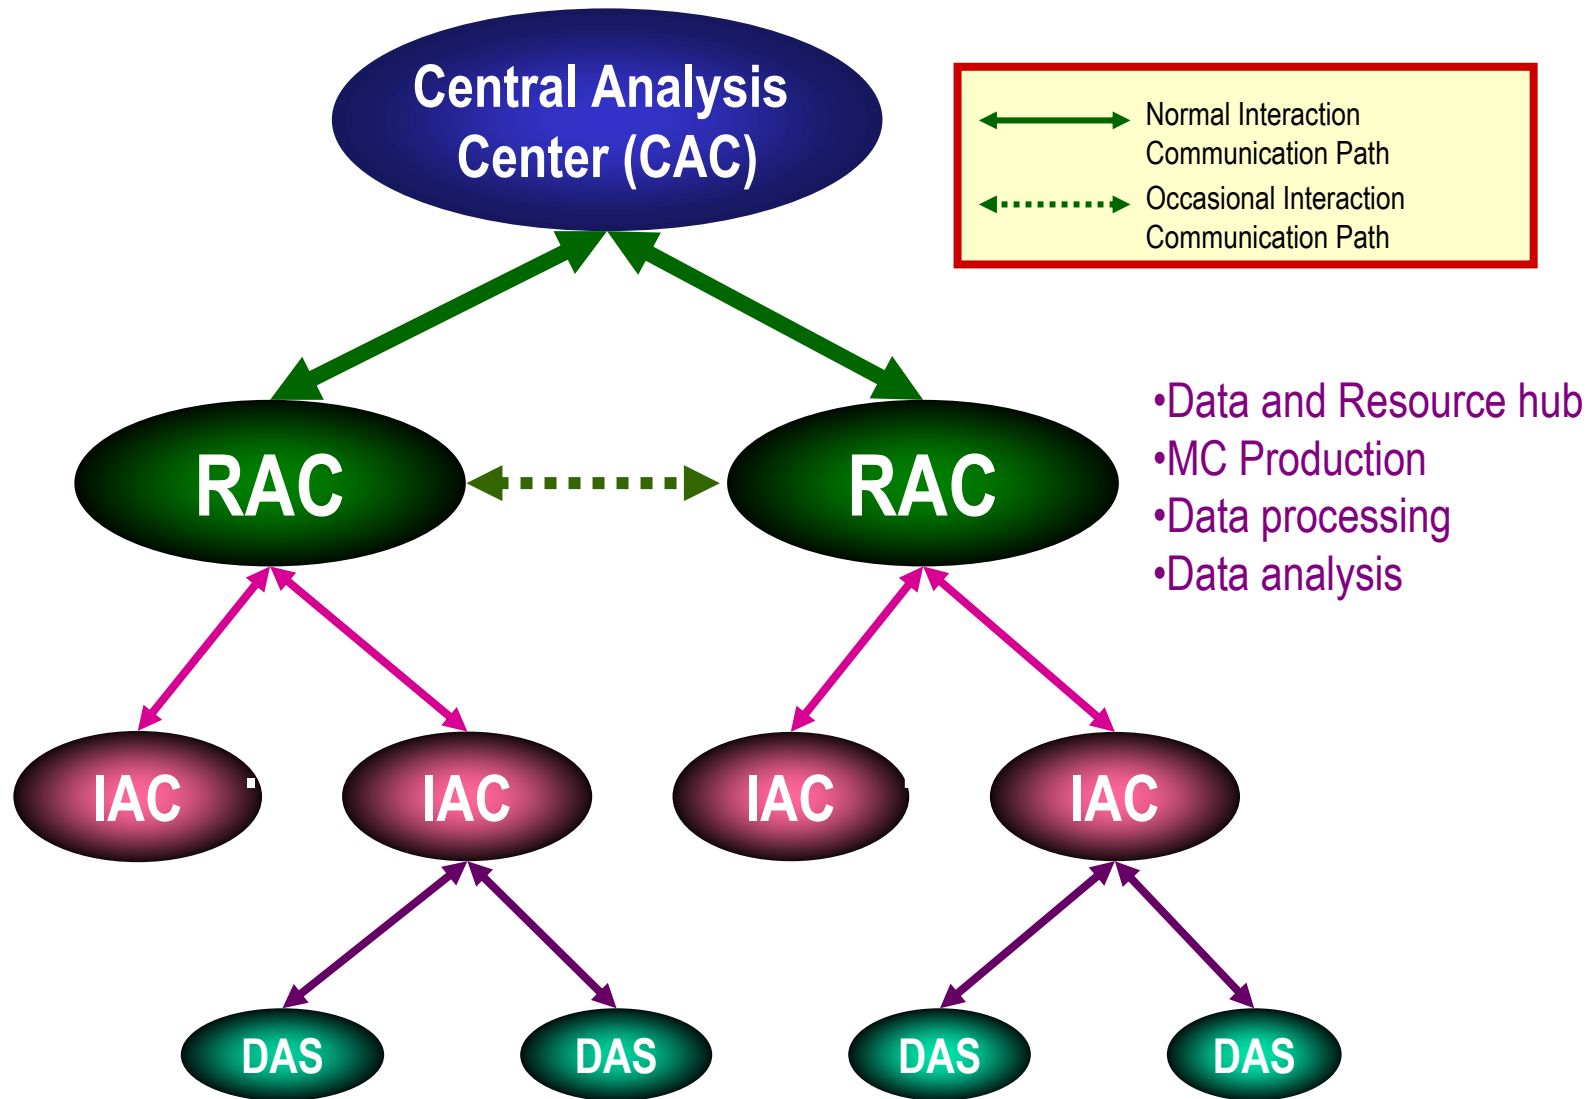 Central Analysis
Center (CAC)
Normal Interaction
Communication Path
Occasional Interaction
Communication Path
RAC
RAC
•Data and Resource hub
•MC Production
•Data processing
•Data analysis
IAC
IAC
IAC
IAC
DAS
DAS
DAS
DAS